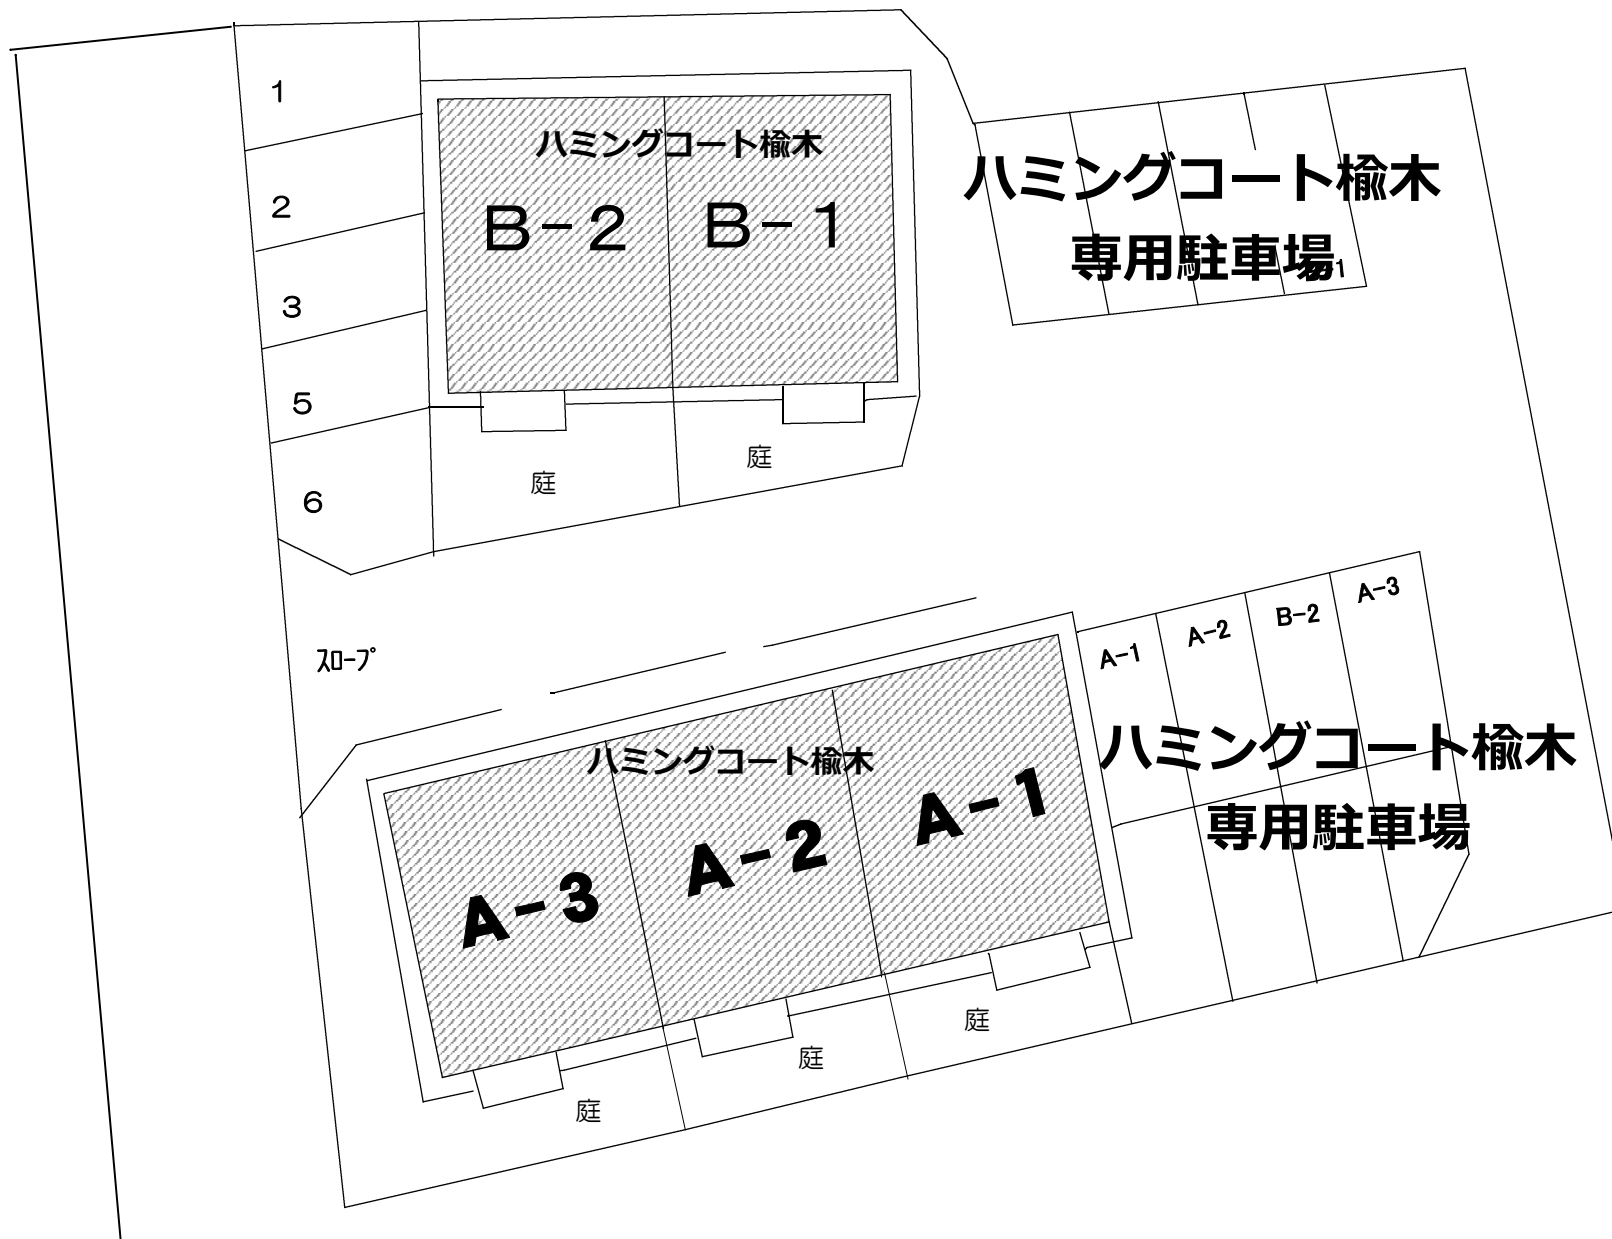 1
2
3
5
6
ハミングコート楡木
B-2
B-1
庭
庭
ハミングコート楡木
専用駐車場
スロープ
ハミングコート楡木
A-3
A-2
A-1
庭
庭
庭
A-1
A-2
B-2
A-3
ハミングコート楡木
専用駐車場